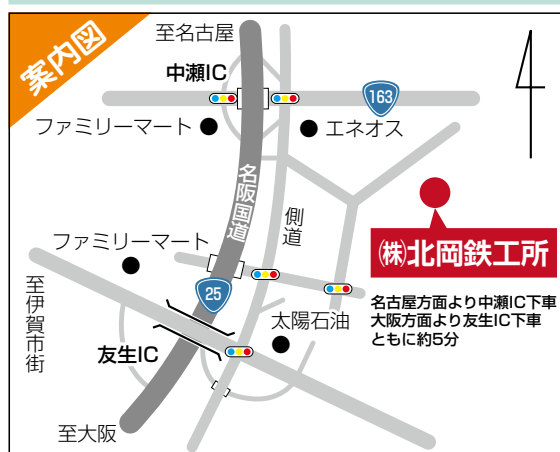 案内図
至名古屋
中瀬IC
163
ファミリーマート
エネオス
名阪国道
側道
㈱北岡鉄工所
ファミリーマート
25
名古屋方面より中瀬IC下車
大阪方面より友生IC下車
ともに約5分
至伊賀市街
太陽石油
友生IC
至大阪